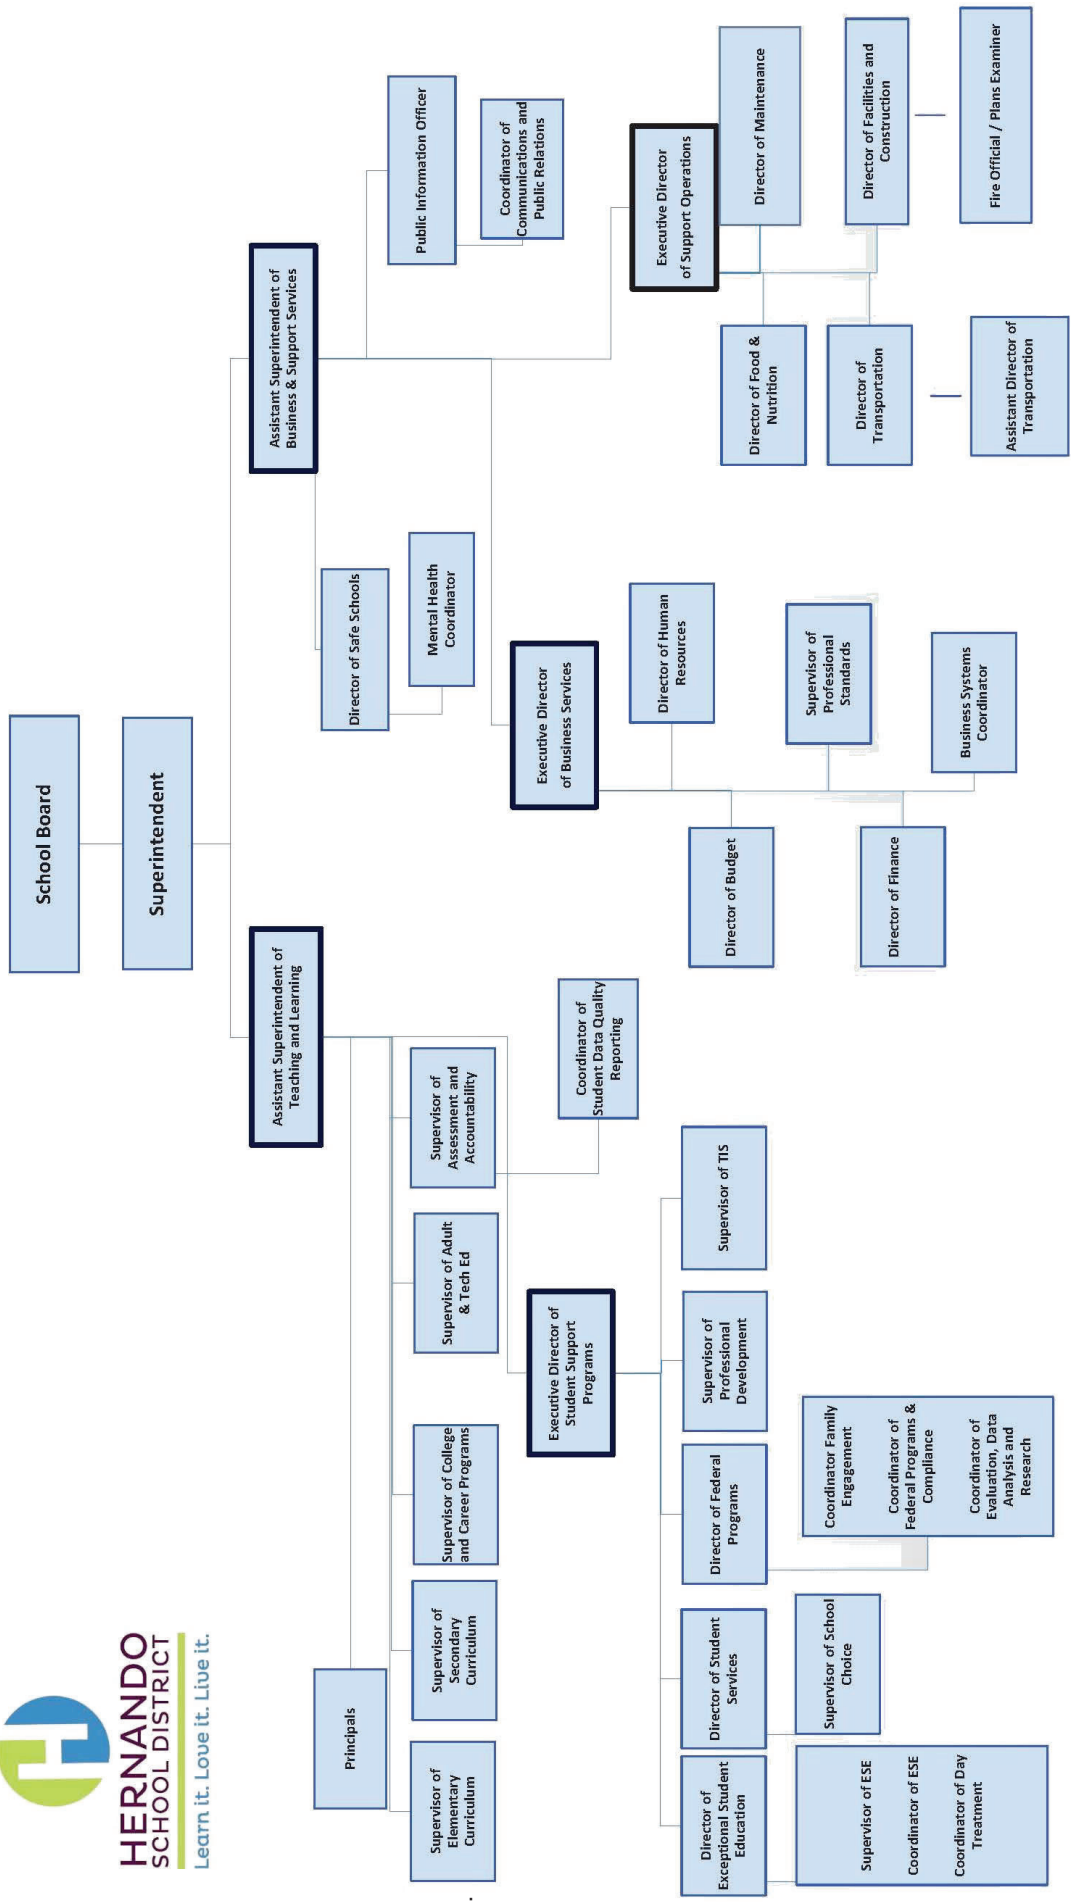 HERNANDO
SCHOOL DISTRICT
Learn it. Love it. Live it.
School Board
Superintendent
Assistant Superintendent of
Teaching and Learning
Assistant Superintendent of
Business & Support Services
Principals
Supervisor of
Elementary
Curriculum
Supervisor of
Secondary
Curriculum
Supervisor of College
and Career Programs
Supervisor of Adult
& Tech Ed
Supervisor of
Assessment and
Accountability
Coordinator of
Student Data Quality
Reporting
Executive Director of
Student Support
Programs
Director of
Exceptional Student
Education
Supervisor of ESE
Coordinator of ESE
Coordinator of Day
Treatment
Director of Student
Services
Supervisor of School
Choice
Director of Federal
Programs
Coordinator Family
Engagement
Coordinator of
Federal Programs &
Compliance
Coordinator of
Evaluation, Data
Analysis and
Research
Supervisor of
Professional
Development
Supervisor of TIS
Director of Safe Schools
Mental Health
Coordinator
Public Information Officer
Coordinator of
Communications and
Public Relations
Executive Director
of Business Services
Director of Human
Resources
Director of Budget
Supervisor of
Professional
Standards
Director of Finance
Business Systems
Coordinator
Executive Director
of Support Operations
Director of Food &
Nutrition
Director of Maintenance
Director of
Transportation
Director of Facilities and
Construction
Assistant Director of
Transportation
Fire Official / Plans Examiner